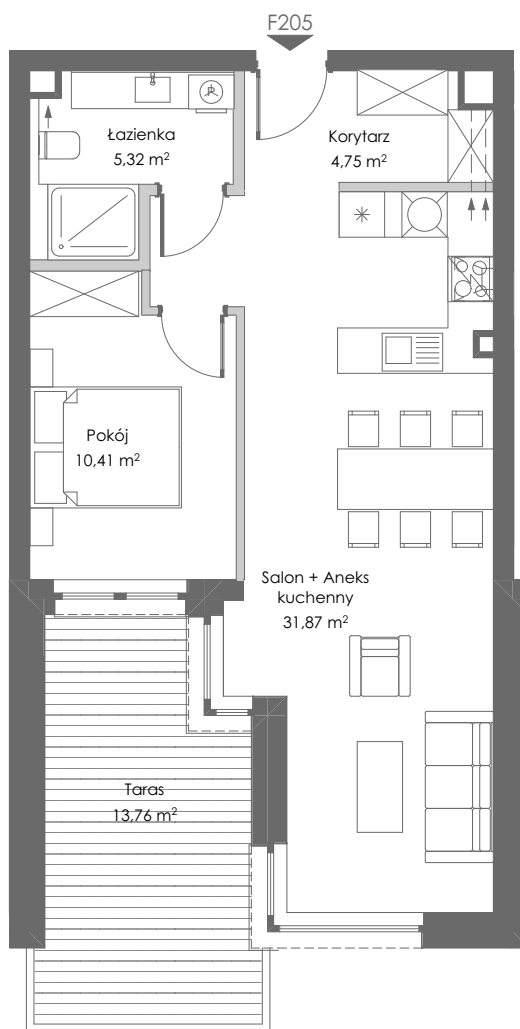 F205
Łazienka
5,32 m²
Korytarz
4,75 m²
Pokój
10,41 m²
Salon + Aneks
kuchenny
31,87 m²
Taras
13,76 m²